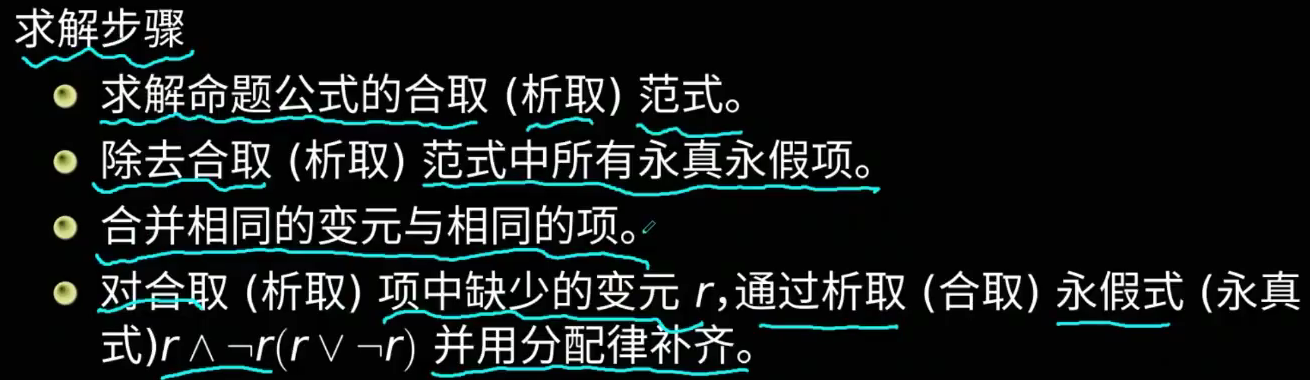 求解步骤
求解命题公式的合取 (析取) 范式。
除去合取 (析取) 范式中所有永真永假项。
合并相同的变元与相同的项。
对合取 (析取) 项中缺少的变元 r,通过析取 (合取) 永假式 (永真
式)r ∧ ¬r(r ∨ ¬r) 并用分配律补齐。